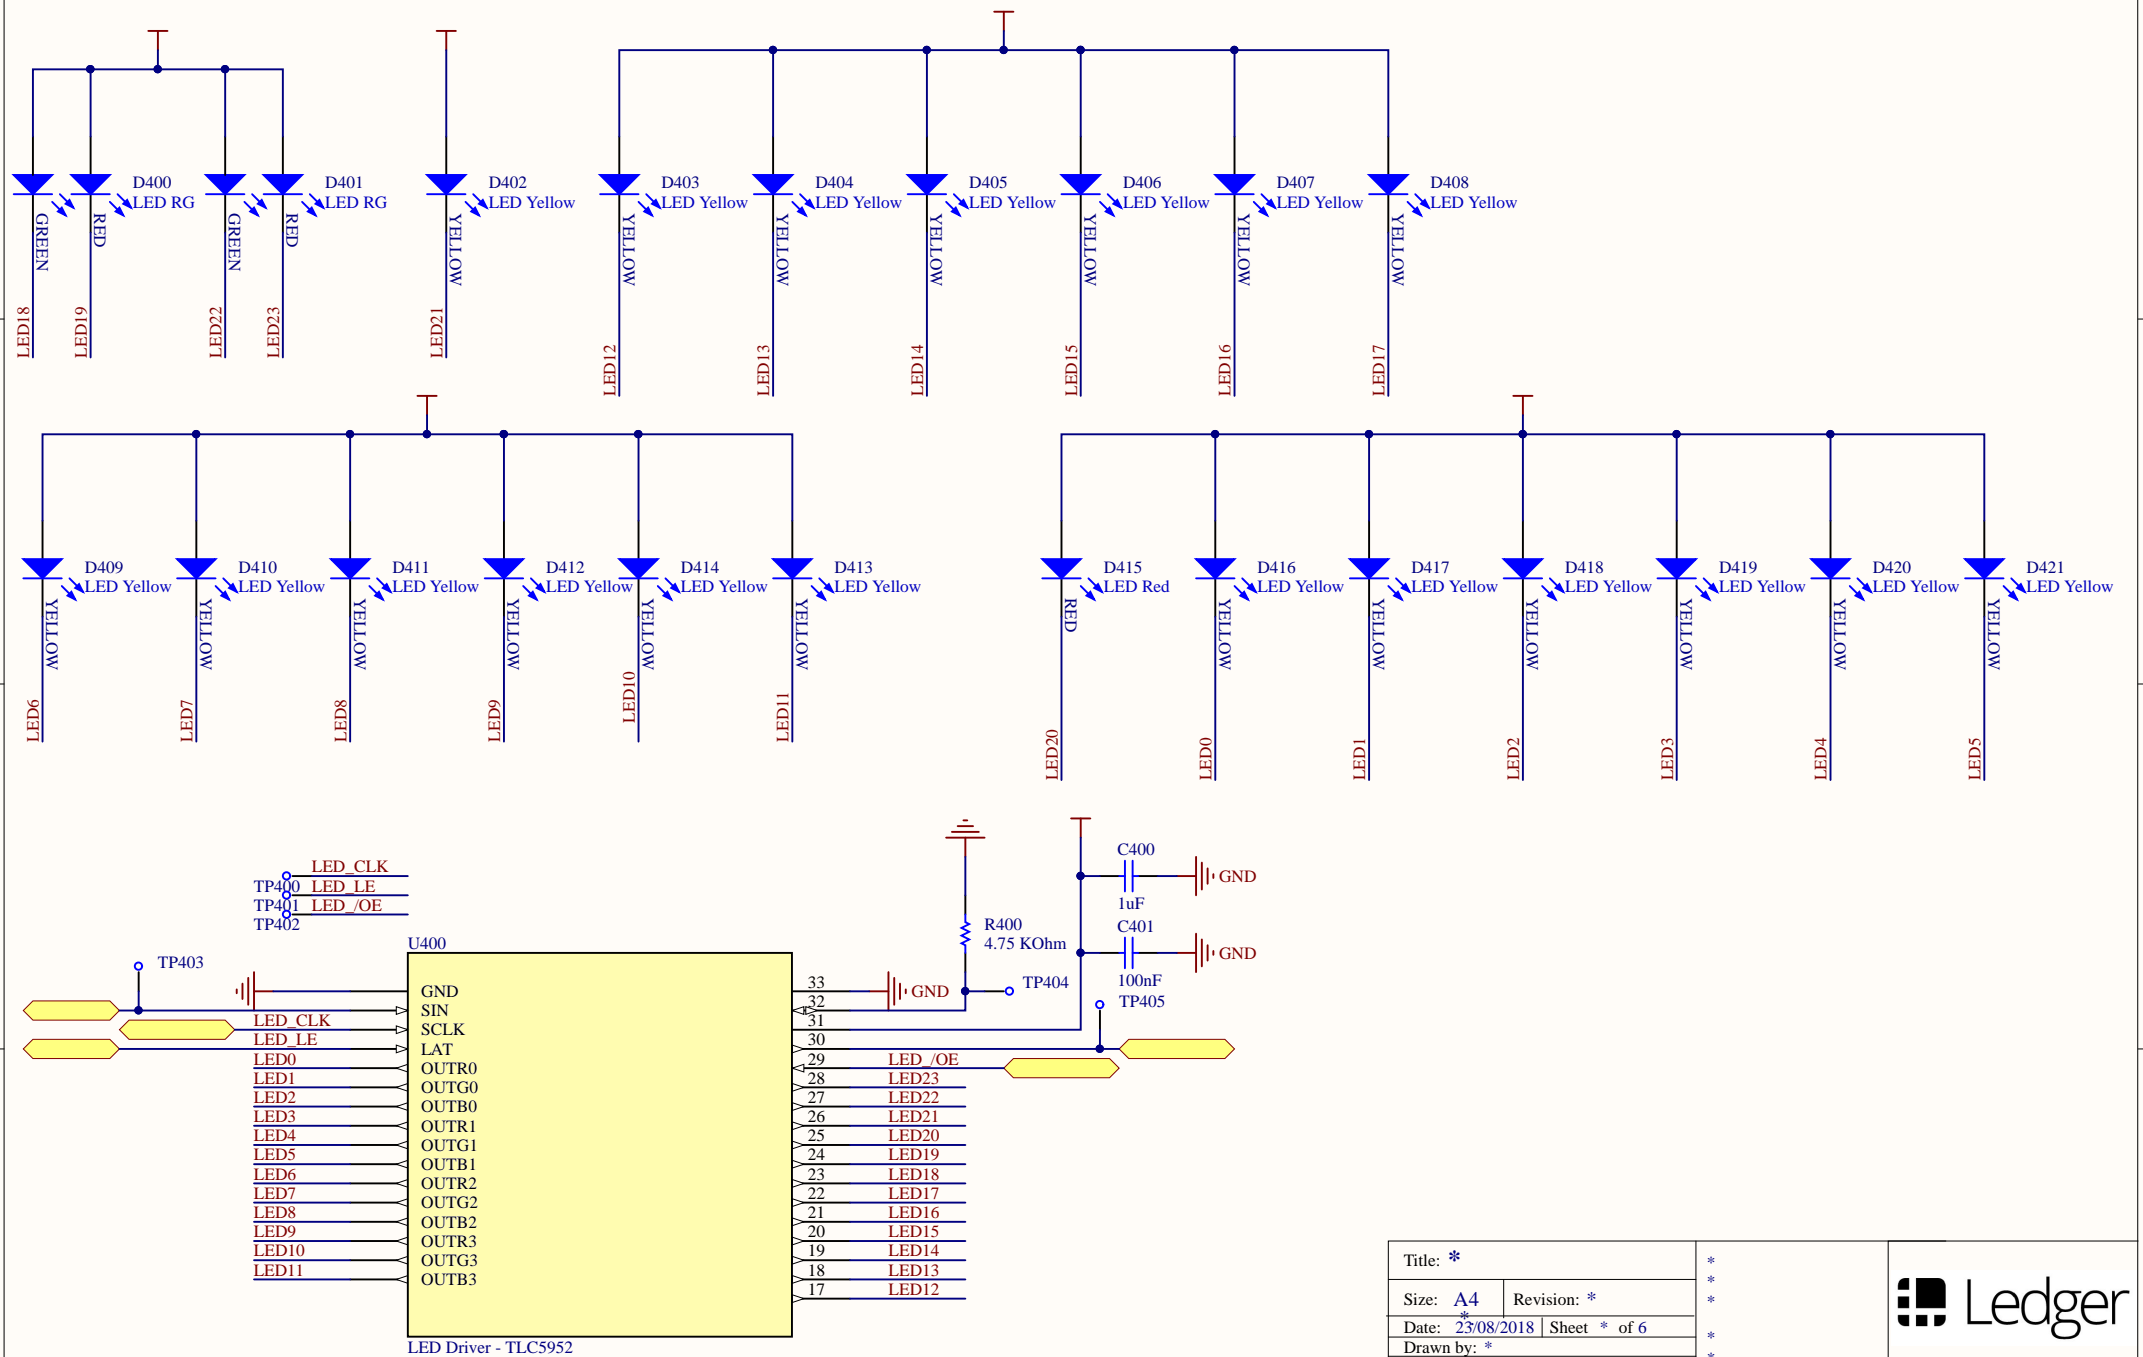 D400
LED RG
GREEN
RED
LED18
LED19
D401
LED RG
GREEN
RED
LED22
LED23
D402
LED Yellow
YELLOW
LED21
D403
LED Yellow
YELLOW
LED12
D404
LED Yellow
YELLOW
LED13
D405
LED Yellow
YELLOW
LED14
D406
LED Yellow
YELLOW
LED15
D407
LED Yellow
YELLOW
LED16
D408
LED Yellow
YELLOW
LED17
D409
LED Yellow
YELLOW
LED6
D410
LED Yellow
YELLOW
LED7
D411
LED Yellow
YELLOW
LED8
D412
LED Yellow
YELLOW
LED9
D414
LED Yellow
YELLOW
LED10
D413
LED Yellow
YELLOW
LED11
D415
LED Red
RED
LED20
D416
LED Yellow
YELLOW
LED0
D417
LED Yellow
YELLOW
LED1
D418
LED Yellow
YELLOW
LED2
D419
LED Yellow
YELLOW
LED3
D420
LED Yellow
YELLOW
LED4
D421
LED Yellow
YELLOW
LED5
LED_CLK
TP400
LED_LE
TP401
LED_/OE
TP402
TP403
LED_CLK
LED_LE
LED0
LED1
LED2
LED3
LED4
LED5
LED6
LED7
LED8
LED9
LED10
LED11
U400
GND
SIN
SCLK
LAT
OUTR0
OUTG0
OUTB0
OUTR1
OUTG1
OUTB1
OUTR2
OUTG2
OUTB2
OUTR3
OUTG3
OUTB3
LED Driver - TLC5952
33
32
31
30
29
28
27
26
25
24
23
22
21
20
19
18
17
GND
LED_/OE
LED23
LED22
LED21
LED20
LED19
LED18
LED17
LED16
LED15
LED14
LED13
LED12
R400
4.75 KOhm
TP404
C400
1uF
GND
C401
100nF
GND
TP405
Title: *
Size: A4
Revision: *
*
Date: 23/08/2018
Sheet * of 6
Drawn by: *
*
*
*
*
*
Ledger